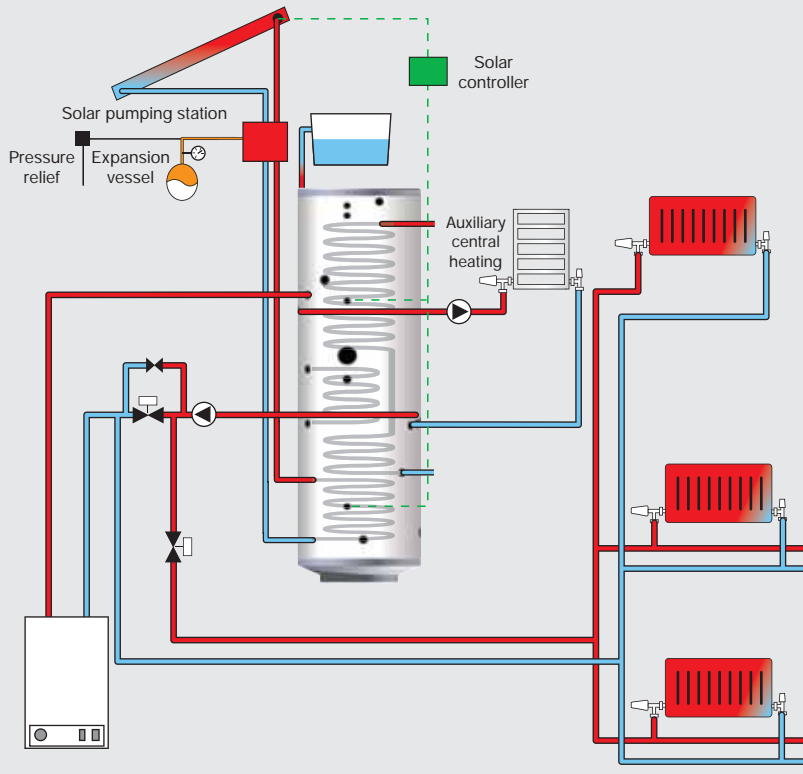 Solar
controller
Solar pumping station
Pressure
relief
Expansion
vessel
Auxiliary
central
heating